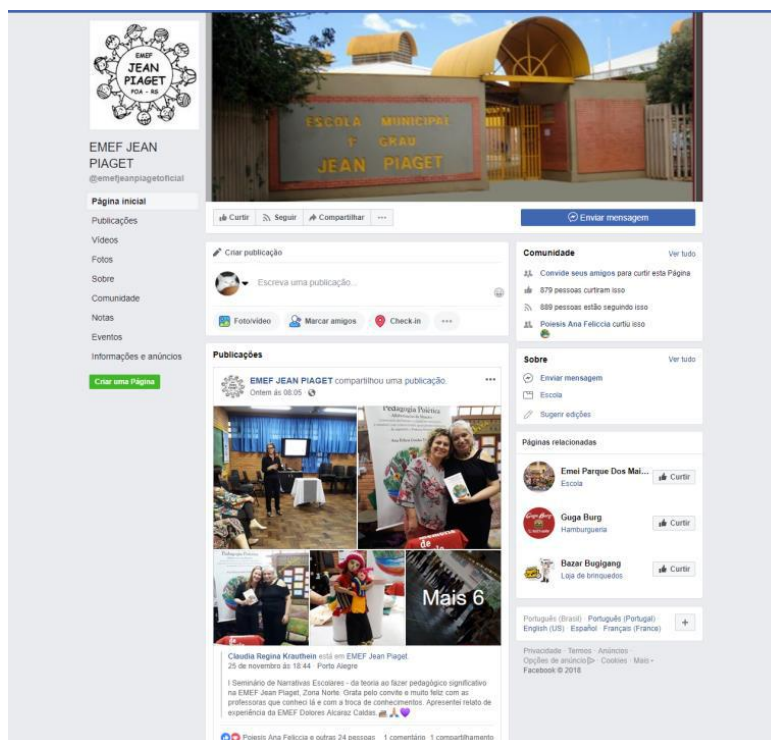 EMEF
JEAN
PIAGET
POA - RS
ESCOLA MUNICIPAL
1º GRAU
JEAN PIAGET
EMEF JEAN
PIAGET
@emefjeanpiagetoficial
Página inicial
Publicações
Vídeos
Fotos
Sobre
Comunidade
Notas
Eventos
Informações e anúncios
Criar uma Página
Curtir Seguir Compartilhar ...
Enviar mensagem
Criar publicação
Escreva uma publicação...
Foto/vídeo Marcar amigos Check-in ...
Publicações
EMEF JEAN PIAGET compartilhou uma publicação.
Ontem às 08:05
Pedagogia Poiética
de
Mais 6
Claudia Regina Krauthein está em EMEF Jean Piaget.
25 de novembro às 18:44 · Porto Alegre
I Seminário de Narrativas Escolares - da teoria ao fazer pedagógico significativo
na EMEF Jean Piaget, Zona Norte. Grata pelo convite e muito feliz com as
professoras que conheci lá e com a troca de conhecimentos. Apresentei relato de
experiência da EMEF Dolores Alcaraz Caldas.
Poiesis Ana Feliccia e outras 24 pessoas 1 comentário 1 compartilhamento
Comunidade Ver tudo
Convide seus amigos para curtir esta Página
879 pessoas curtiram isso
889 pessoas estão seguindo isso
Poiesis Ana Feliccia curtiu isso
Sobre Ver tudo
Enviar mensagem
Escola
Sugerir edições
Páginas relacionadas
Emei Parque Dos Mai... Curtir
Escola
Guga Burg
Guga Burg Curtir
Hamburgueria
Bazar Bugigang Curtir
Loja de brinquedos
Português (Brasil) · Português (Portugal) ·
English (US) · Español · Français (France)
Privacidade · Termos · Anúncios ·
Opções de anúncio · Cookies · Mais
Facebook © 2018